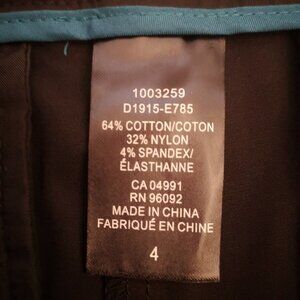 1003259
D1915-E785
64% COTTON/COTON
32% NYLON
4% SPANDEX/
ÉLASTHANNE
CA 04991
RN 96092
MADE IN CHINA
FABRIQUÉ EN CHINE
4